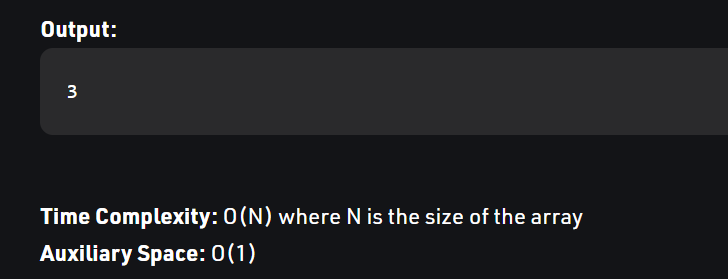 Output:
3
Time Complexity: O(N) where N is the size of the array
Auxiliary Space: O(1)